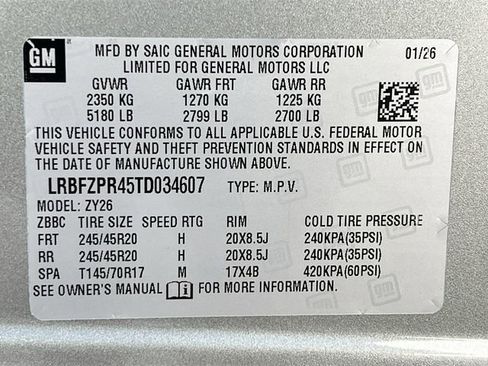 GM
MFD BY SAIC GENERAL MOTORS CORPORATION 01/26
LIMITED FOR GENERAL MOTORS LLC
GVWR GAWR FRT GAWR RR
2350 KG 1270 KG 1225 KG
5180 LB 2799 LB 2700 LB
THIS VEHICLE CONFORMS TO ALL APPLICABLE U.S. FEDERAL MOTOR
VEHICLE SAFETY AND THEFT PREVENTION STANDARDS IN EFFECT ON
THE DATE OF MANUFACTURE SHOWN ABOVE.
LRBFZPR45TD034607 TYPE: M.P.V.
MODEL: ZY26
ZBBC TIRE SIZE SPEED RTG RIM COLD TIRE PRESSURE
FRT 245/45R20 H 20X8.5J 240KPA(35PSI)
RR 245/45R20 H 20X8.5J 240KPA(35PSI)
SPA T145/70R17 M 17X4B 420KPA(60PSI)
SEE OWNER'S MANUAL FOR MORE INFORMATION.